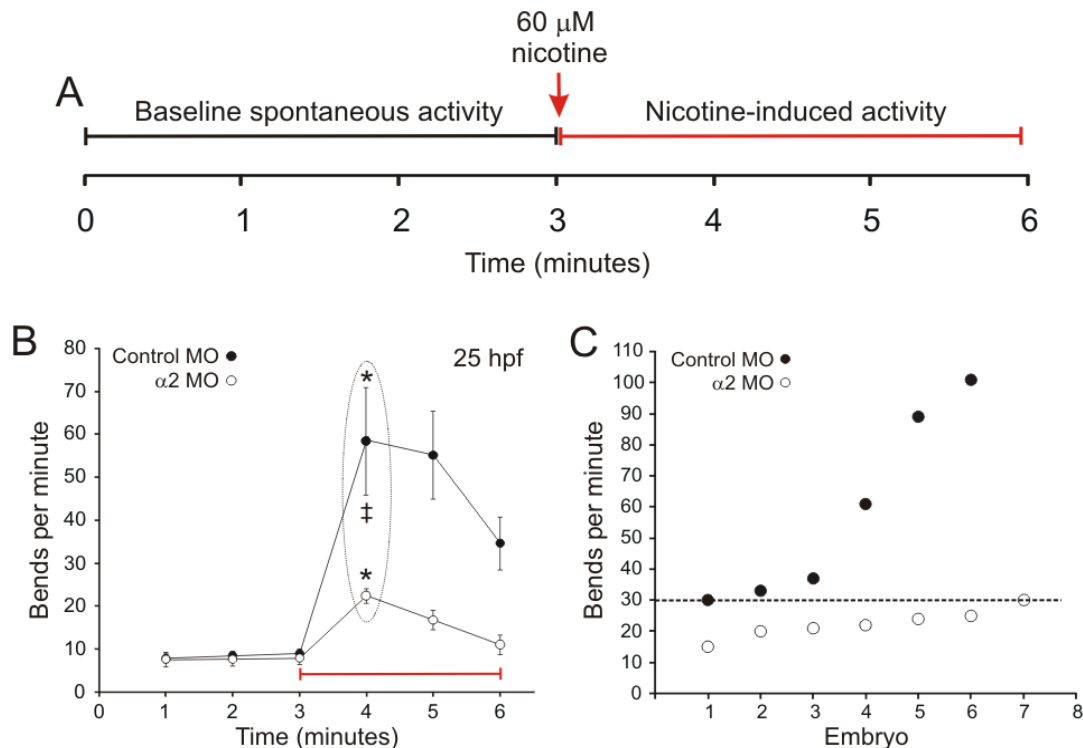 60 μM
nicotine
A
Baseline spontaneous activity
Nicotine-induced activity
0 1 2 3 4 5 6
Time (minutes)
B
Control MO
α2 MO
25 hpf
80
70
60
50
40
30
20
10
0
Bends per minute
*
‡
*
0 1 2 3 4 5 6
Time (minutes)
C
Control MO
α2 MO
110
100
90
80
70
60
50
40
30
20
10
0
Bends per minute
1 2 3 4 5 6 7 8
Embryo